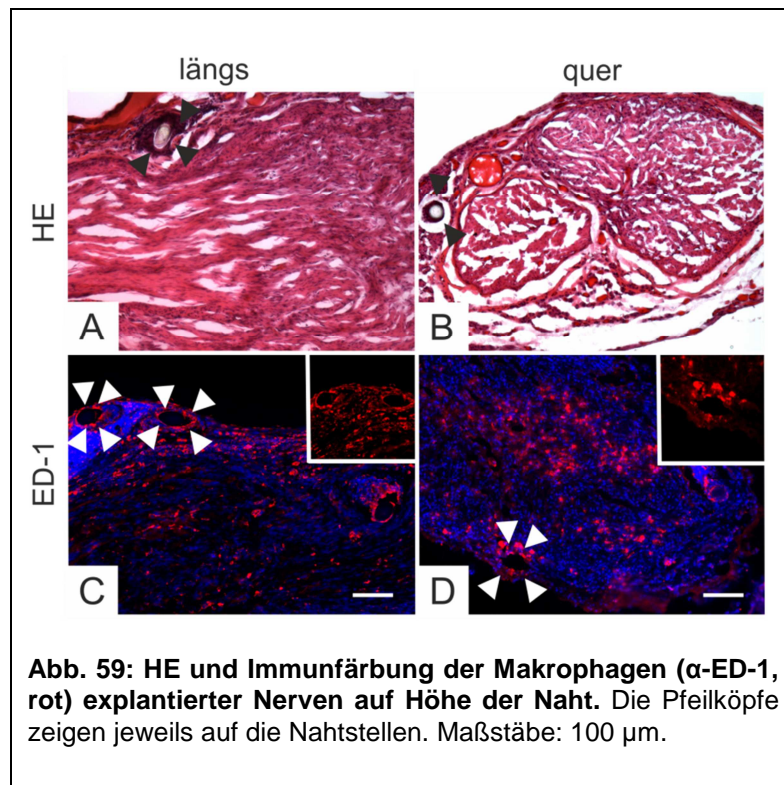 längs quer
HE
A B
ED-1
C D
Abb. 59: HE und Immunfärbung der Makrophagen (α-ED-1,
rot) explantierter Nerven auf Höhe der Naht. Die Pfeilköpfe
zeigen jeweils auf die Nahtstellen. Maßstäbe: 100 µm.